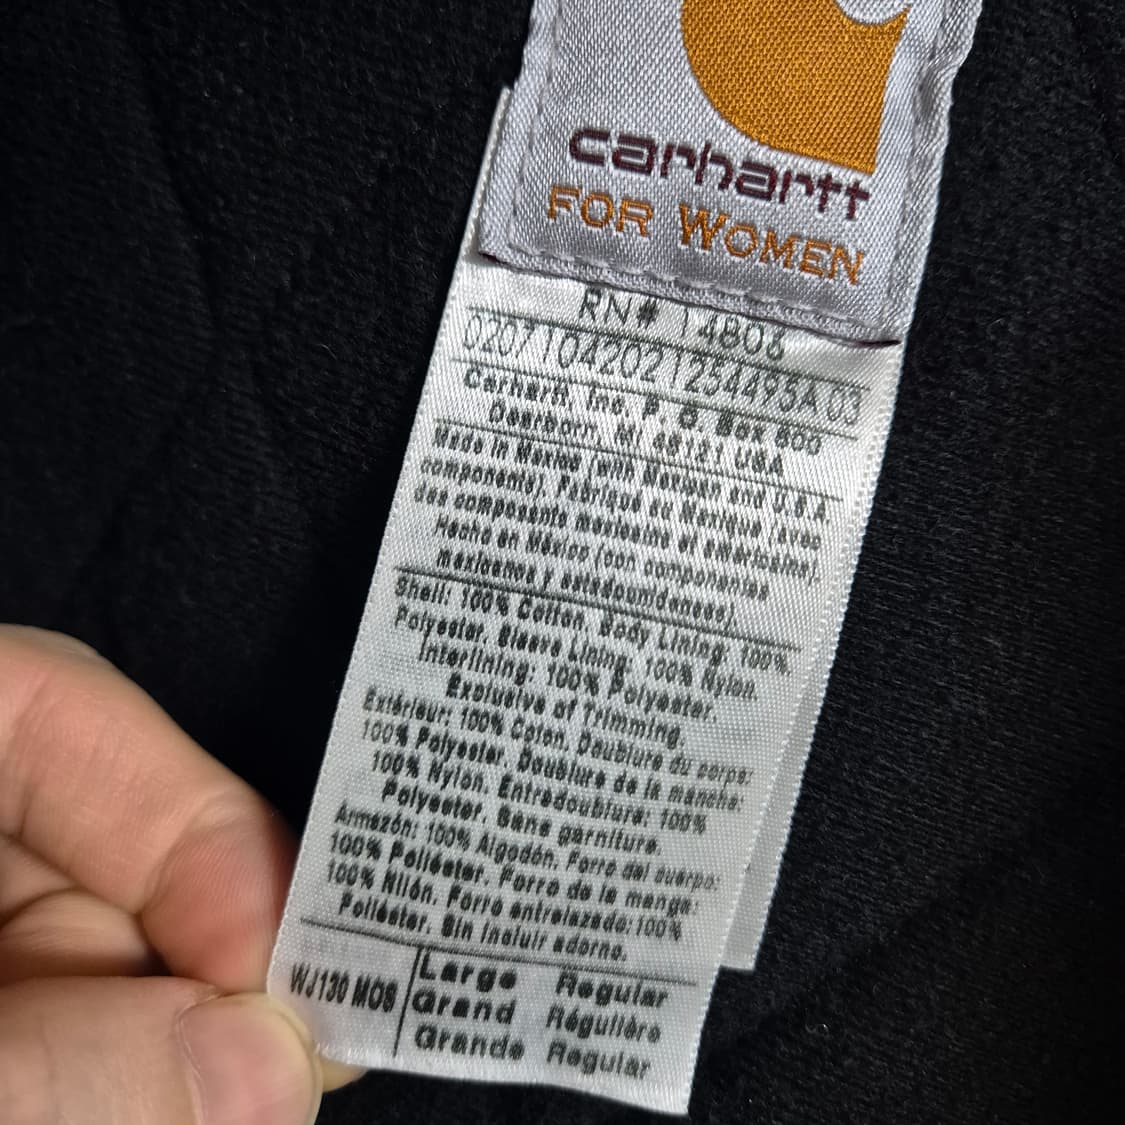 carhartt
FOR WOMEN
RN# 14806
02071042021254495A03
Carhartt, Inc. P. O. Box 600
Dearborn, MI 48121 USA
Made in Mexico (with Mexican and U.S.A.
components). Fabriqué au Mexique (avec
des composants mexicains et américains).
Hecho en México (con componentes
mexicanos y estadounidenses)
Shell: 100% Cotton. Body Lining: 100%
Polyester. Sleeve Lining: 100% Nylon.
Interlining: 100% Polyester.
Exclusive of Trimming.
Extérieur: 100% Coton. Doublure du corps:
100% Polyester. Doublure de la manche:
100% Nylon. Entredoublure: 100%
Polyester. Sans garniture.
Armazón: 100% Algodón. Forro del cuerpo:
100% Poliéster. Forro de la manga:
100% Nilón. Forro entrelazado:100%
Poliéster. Sin incluir adorno.
WJ130 MOS
Large Regular
Grand Régulière
Grande Regular